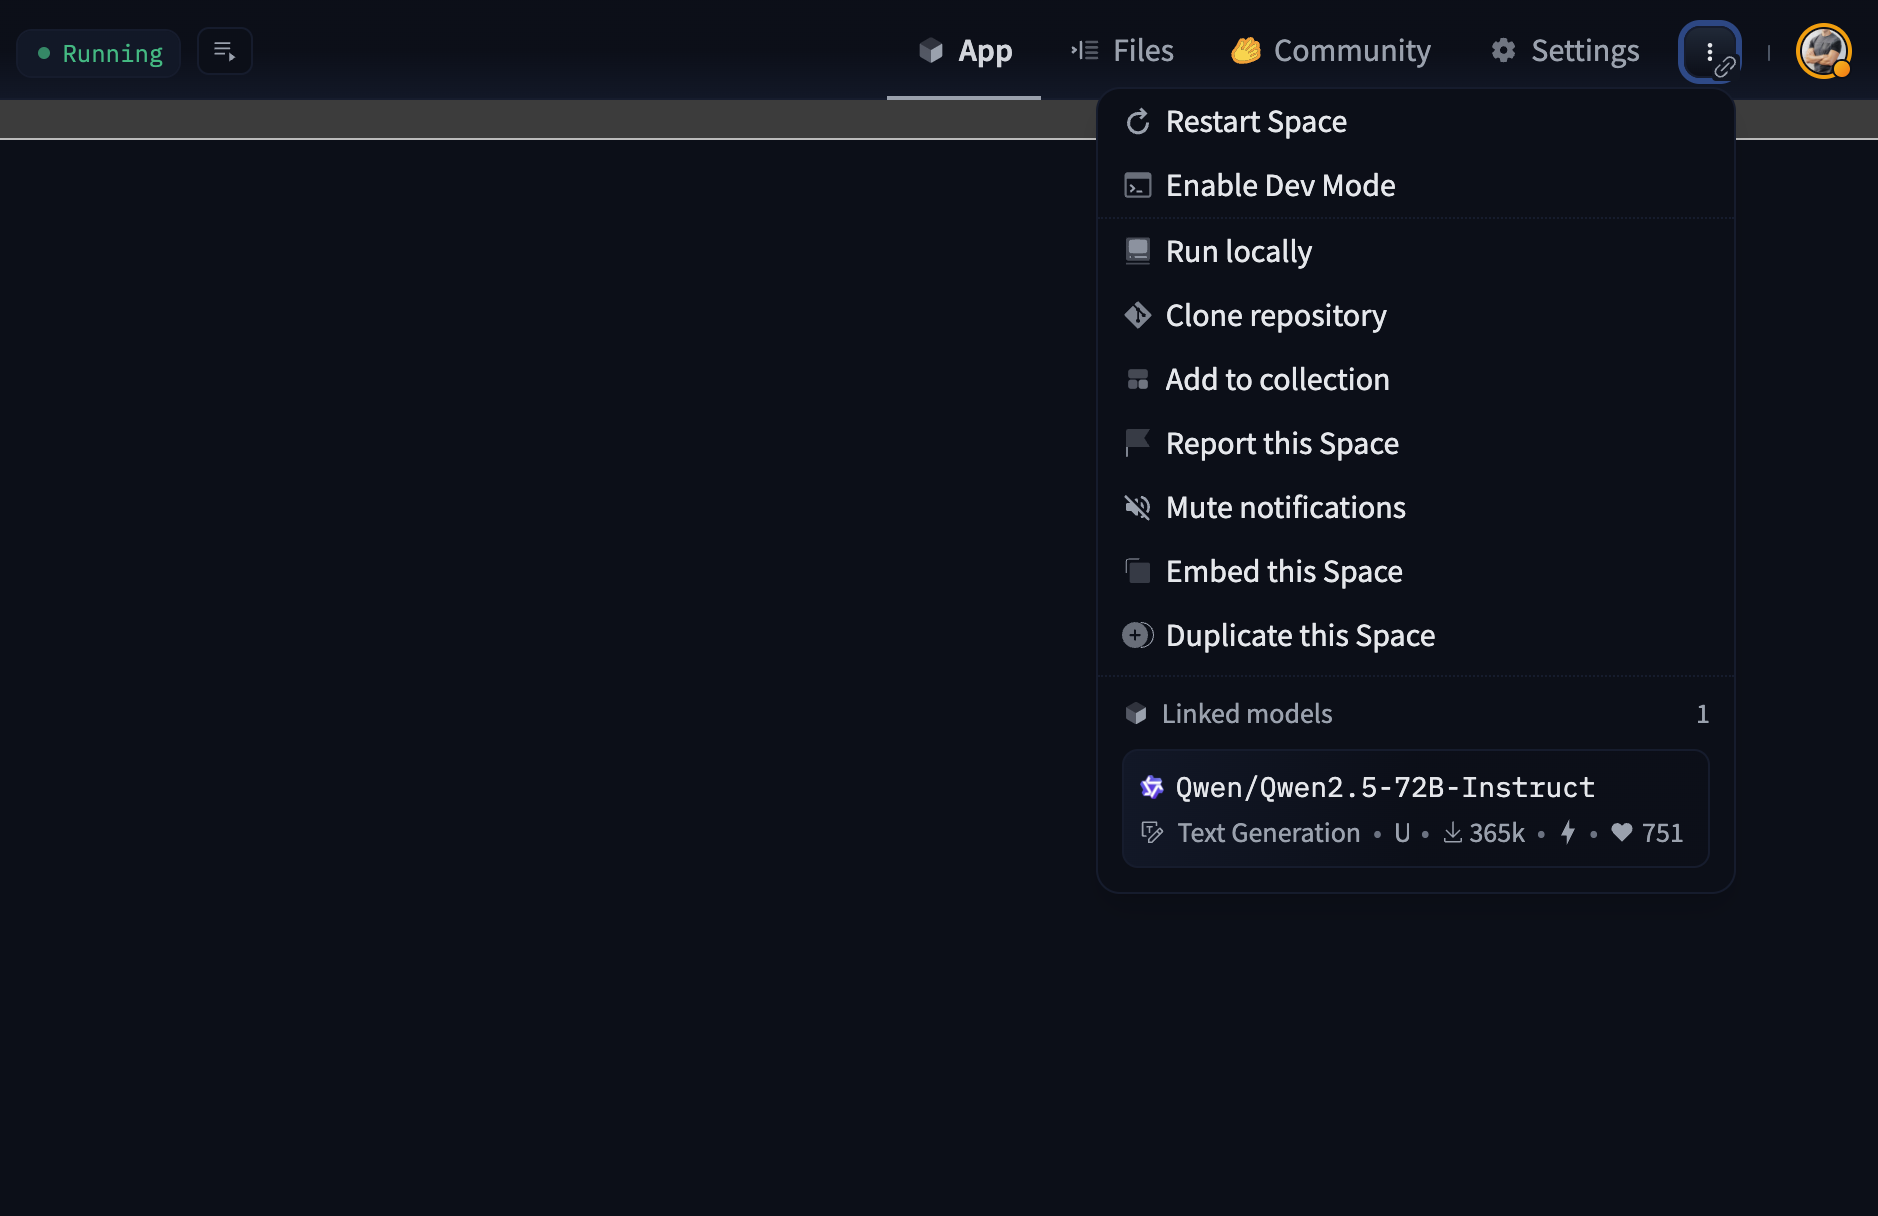 Running
App
Files
Community
Settings
Restart Space
Enable Dev Mode
Run locally
Clone repository
Add to collection
Report this Space
Mute notifications
Embed this Space
Duplicate this Space
Linked models 1
Qwen/Qwen2.5-72B-Instruct
Text Generation • U • 365k • • 751